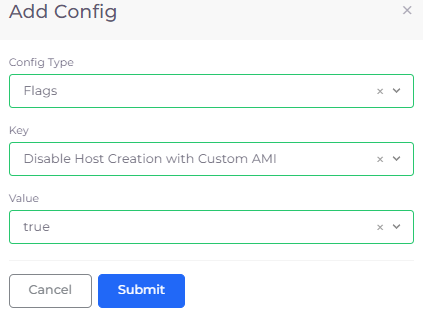 Add Config
Config Type
Flags
Key
Disable Host Creation with Custom AMI
Value
true
Cancel Submit